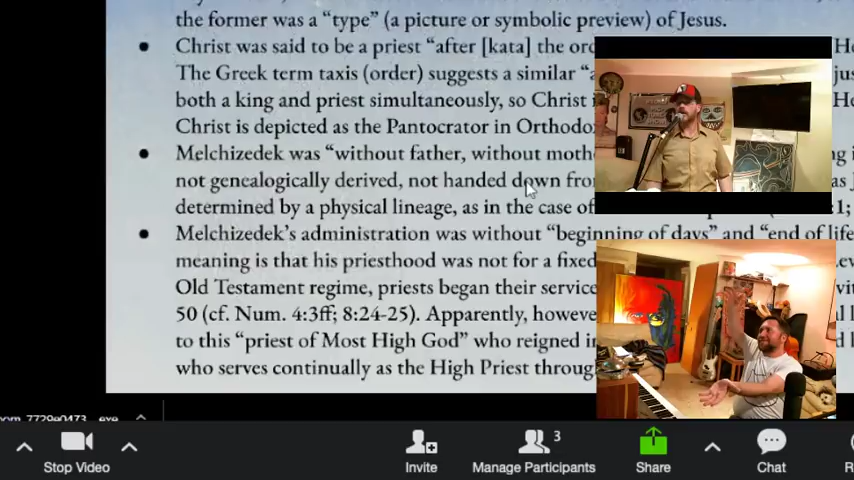 the former was a “type” (a picture or symbolic preview) of Jesus.
Christ was said to be a priest “after [kata] the
The Greek term taxis (order) suggests a similar
both a king and priest simultaneously, so Christ
Christ is depicted as the Pantocrator in
Melchizedek was “without father, without
not genealogically derived, not handed down
determined by a physical lineage, as in the case of
Melchizedek’s administration was without “beginning of days” and “end of life
meaning is that his priesthood was not for a fixed
Old Testament regime, priests began their service
50 (cf. Num. 4:3ff; 8:24-25). Apparently,
to this “priest of Most High God” who reigned
who serves continually as the High Priest
Stop Video
Invite
3
Manage Participants
Share
Chat
R